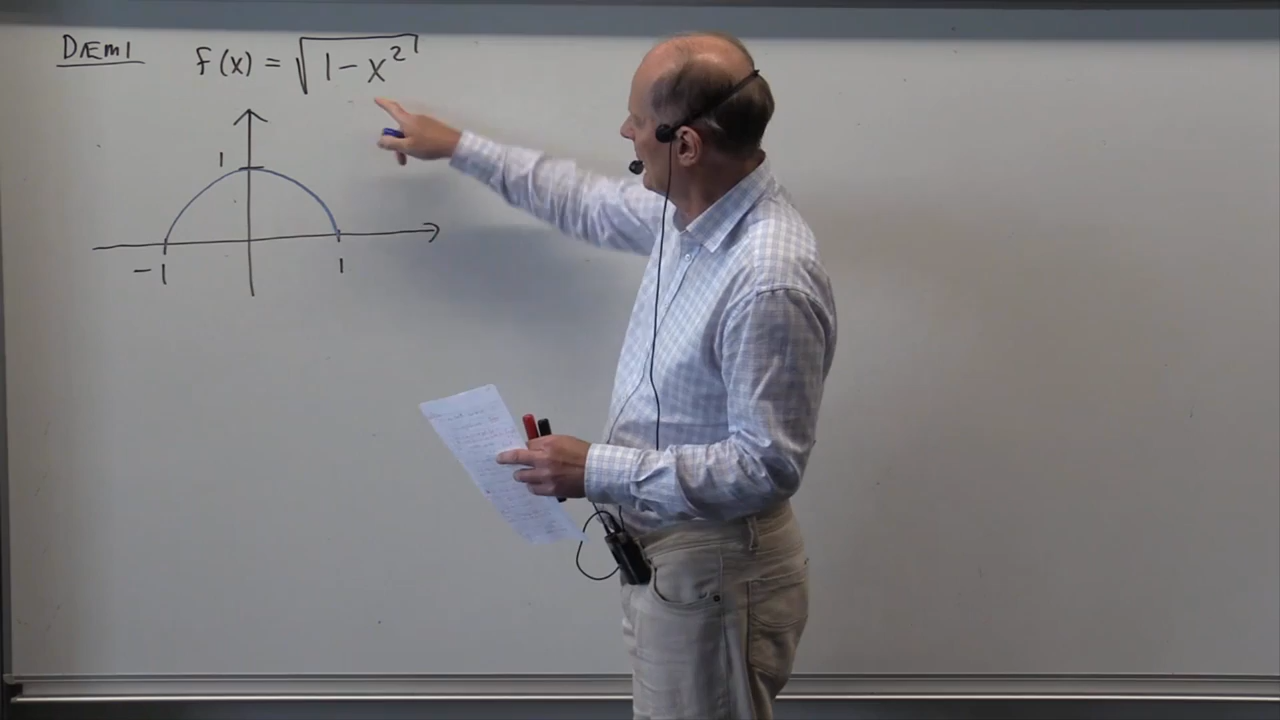 DÆMI f(x) = √(1-x²)
1
-1 1